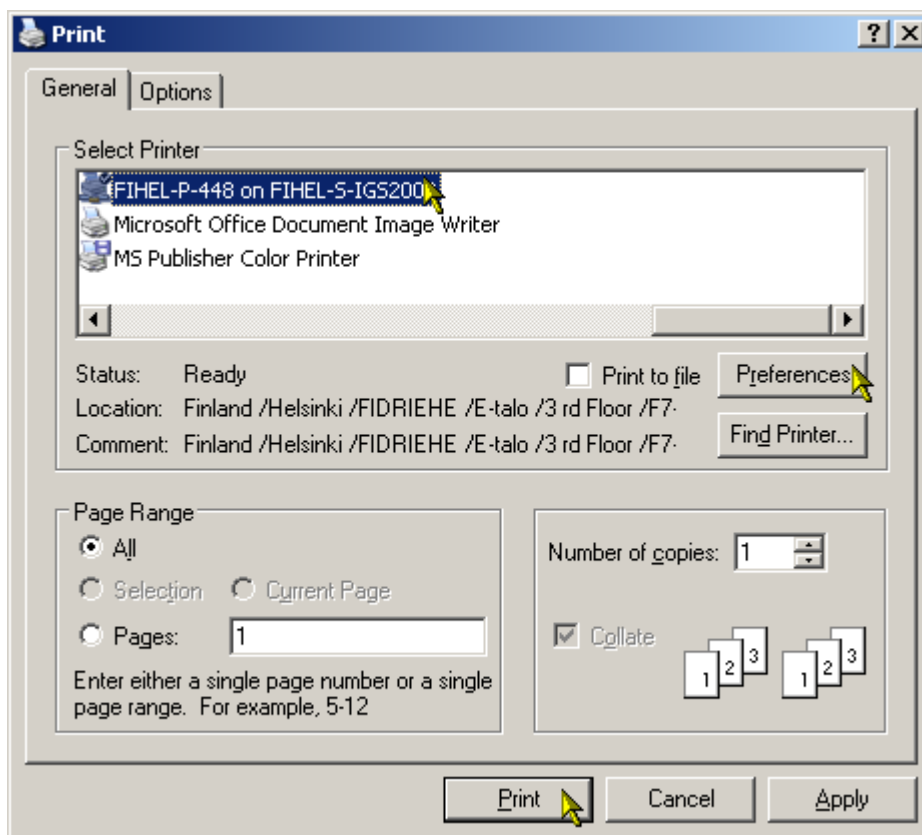 Print
General Options
Select Printer
FIHEL-P-448 on FIHEL-S-IGS200
Microsoft Office Document Image Writer
MS Publisher Color Printer
Status: Ready
Print to file
Preferences
Location: Finland /Helsinki /FIDRIEHE /E-talo /3 rd Floor /F7-
Comment: Finland /Helsinki /FIDRIEHE /E-talo /3 rd Floor /F7-
Find Printer...
Page Range
All
Selection Current Page
Pages: 1
Enter either a single page number or a single
page range. For example, 5-12
Number of copies: 1
Collate
1 2 3 1 2 3
Print Cancel Apply